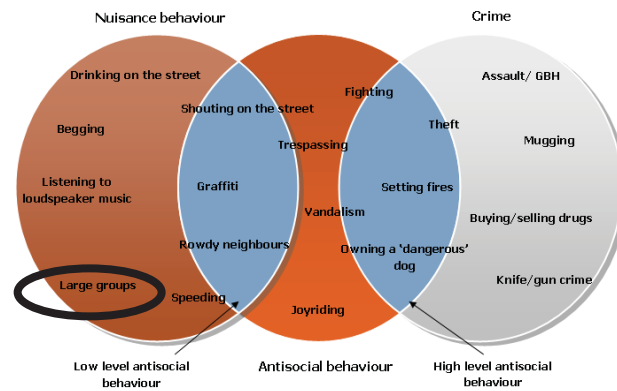 Nuisance behaviour
Crime
Drinking on the street
Assault/ GBH
Fighting
Shouting on the street
Theft
Begging
Trespassing
Mugging
Listening to
loudspeaker music
Graffiti
Setting fires
Vandalism
Buying/selling drugs
Rowdy neighbours
Owning a ‘dangerous’
dog
Large groups
Knife/gun crime
Speeding
Joyriding
Low level antisocial
behaviour
Antisocial behaviour
High level antisocial
behaviour